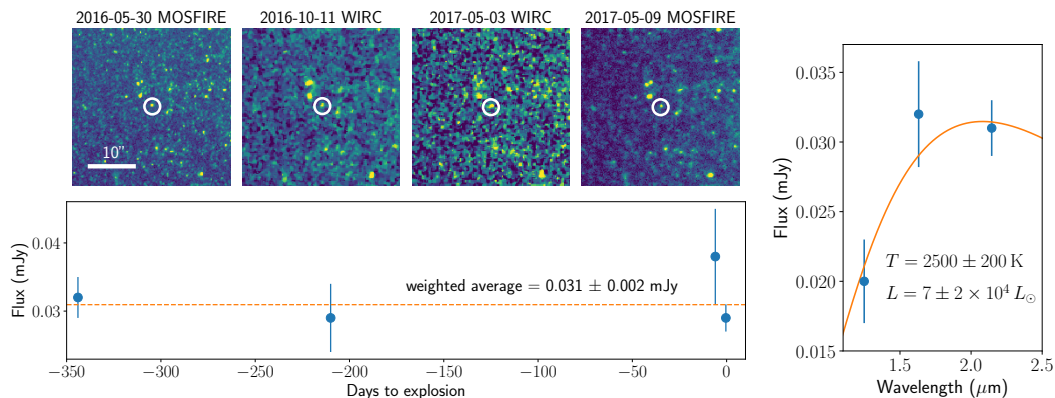 2016-05-30 MOSFIRE
2016-10-11 WIRC
2017-05-03 WIRC
2017-05-09 MOSFIRE
10"
Flux (mJy)
0.04
0.03
weighted average = 0.031 ± 0.002 mJy
−350
−300
−250
−200
−150
−100
−50
0
Days to explosion
Flux (mJy)
0.035
0.030
0.025
0.020
0.015
T = 2500 ± 200 K
L = 7 ± 2 × 10⁴ L☉
1.5
2.0
2.5
Wavelength (μm)